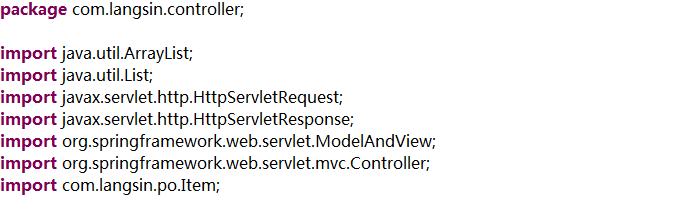 package com.langsin.controller;
import java.util.ArrayList;
import java.util.List;
import javax.servlet.http.HttpServletRequest;
import javax.servlet.http.HttpServletResponse;
import org.springframework.web.servlet.ModelAndView;
import org.springframework.web.servlet.mvc.Controller;
import com.langsin.po.Item;